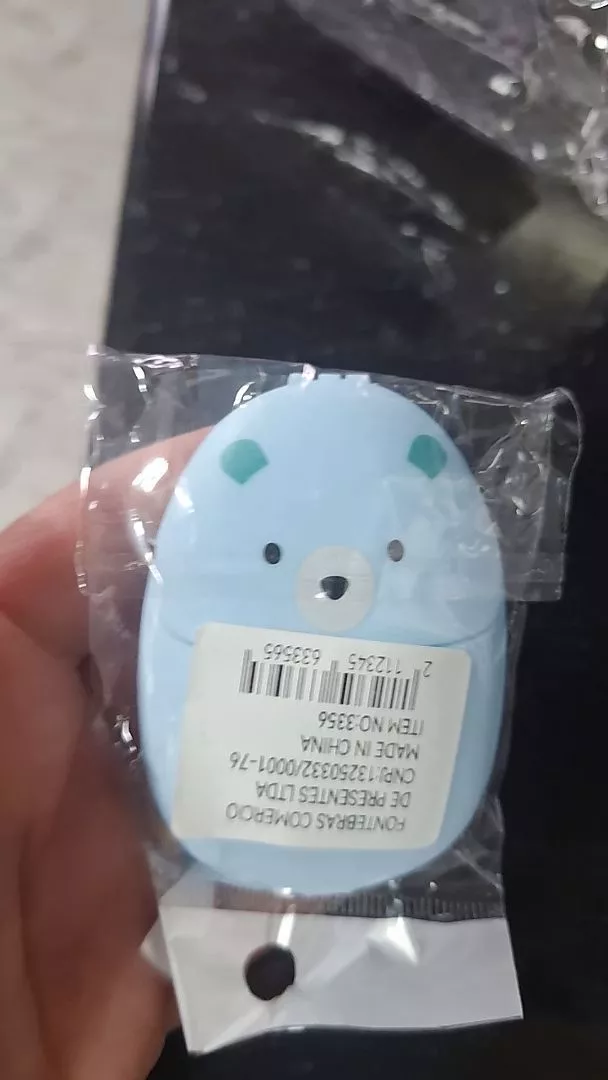 FONTEBRAS COMERCIO
DE PRESENTES LTDA
CNPJ:13250332/0001-76
MADE IN CHINA
ITEM NO:3356
2 112345 633565